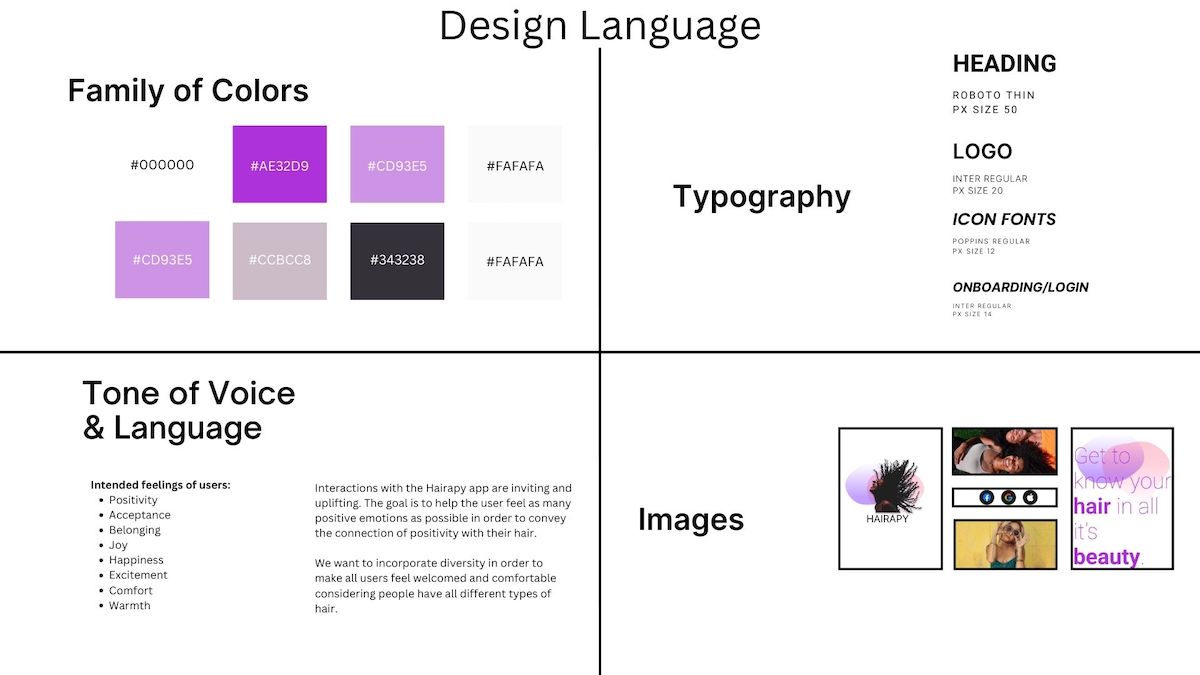 Design Language
Family of Colors
#000000
#AE32D9
#CD93E5
#FAFAFA
#CD93E5
#CCBCC8
#343238
#FAFAFA
Typography
HEADING
ROBOTO THIN
PX SIZE 50
LOGO
INTER REGULAR
PX SIZE 20
ICON FONTS
POPPINS REGULAR
PX SIZE 12
ONBOARDING/LOGIN
INTER REGULAR
PX SIZE 14
Tone of Voice
& Language
Intended feelings of users:
• Positivity
• Acceptance
• Belonging
• Joy
• Happiness
• Excitement
• Comfort
• Warmth
Interactions with the Hairapy app are inviting and
uplifting. The goal is to help the user feel as many
positive emotions as possible in order to convey
the connection of positivity with their hair.
We want to incorporate diversity in order to
make all users feel welcomed and comfortable
considering people have all different types of
hair.
Images
HAIRAPY
Get to
know your
hair in all
it's
beauty.